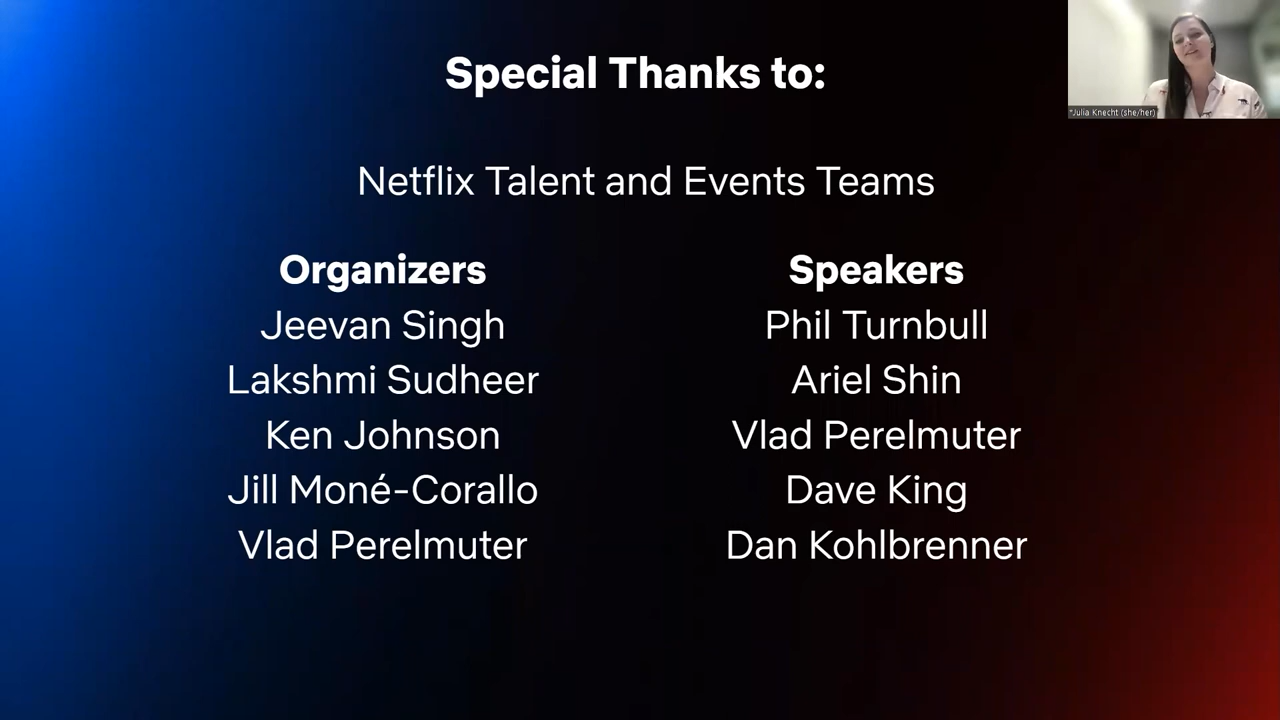 Special Thanks to:
*Julia Knecht (she/her)
Netflix Talent and Events Teams
Organizers
Jeevan Singh
Lakshmi Sudheer
Ken Johnson
Jill Moné-Corallo
Vlad Perelmuter
Speakers
Phil Turnbull
Ariel Shin
Vlad Perelmuter
Dave King
Dan Kohlbrenner